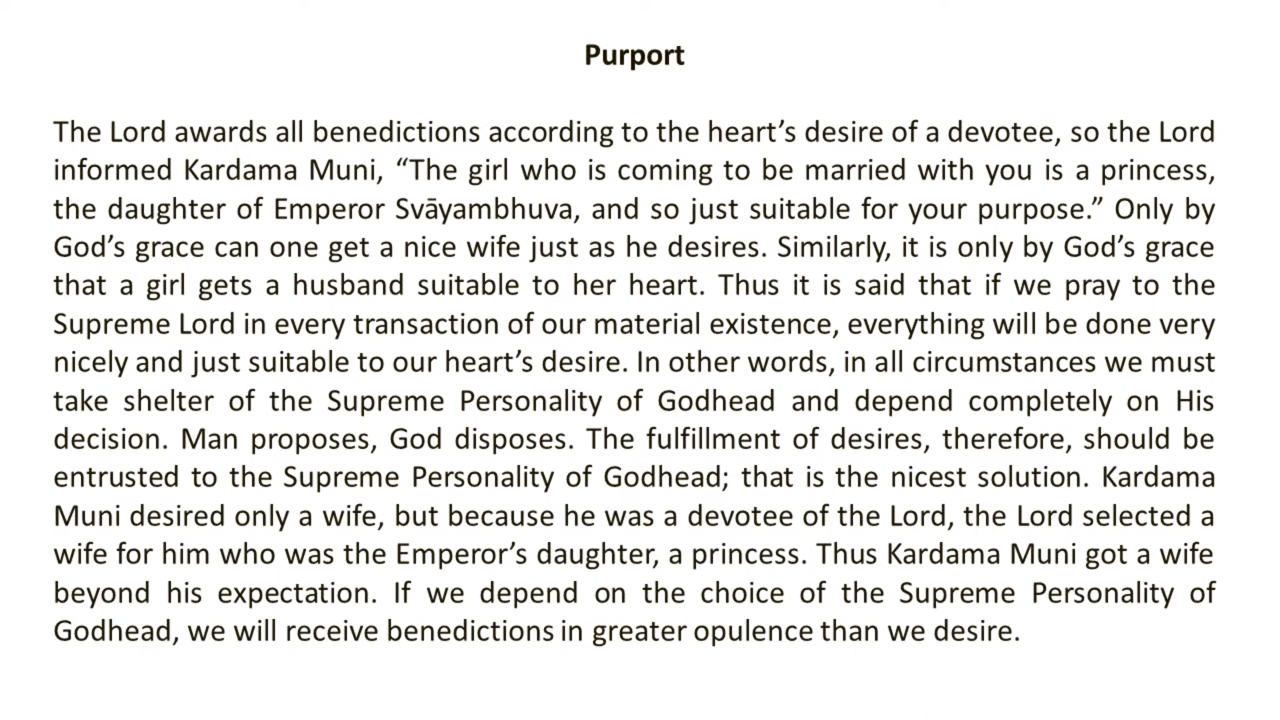 Purport
The Lord awards all benedictions according to the heart’s desire of a devotee, so the Lord
informed Kardama Muni, “The girl who is coming to be married with you is a princess,
the daughter of Emperor Svāyambhuva, and so just suitable for your purpose.” Only by
God’s grace can one get a nice wife just as he desires. Similarly, it is only by God’s grace
that a girl gets a husband suitable to her heart. Thus it is said that if we pray to the
Supreme Lord in every transaction of our material existence, everything will be done very
nicely and just suitable to our heart’s desire. In other words, in all circumstances we must
take shelter of the Supreme Personality of Godhead and depend completely on His
decision. Man proposes, God disposes. The fulfillment of desires, therefore, should be
entrusted to the Supreme Personality of Godhead; that is the nicest solution. Kardama
Muni desired only a wife, but because he was a devotee of the Lord, the Lord selected a
wife for him who was the Emperor’s daughter, a princess. Thus Kardama Muni got a wife
beyond his expectation. If we depend on the choice of the Supreme Personality of
Godhead, we will receive benedictions in greater opulence than we desire.